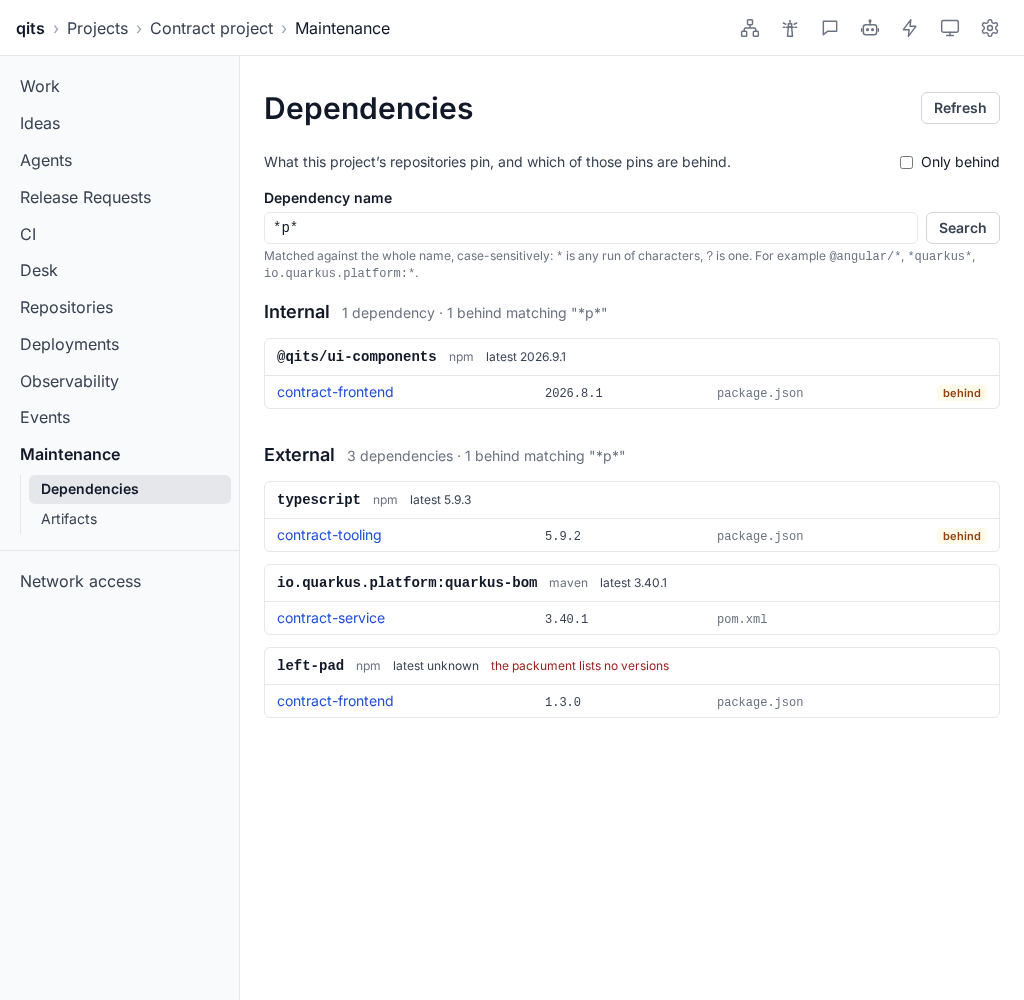 qits › Projects › Contract project › Maintenance
Work
Ideas
Agents
Release Requests
CI
Desk
Repositories
Deployments
Observability
Events
Maintenance
Dependencies
Artifacts
Network access
Dependencies
Refresh
What this project’s repositories pin, and which of those pins are behind.
Only behind
Dependency name
*p*
Search
Matched against the whole name, case-sensitively: * is any run of characters, ? is one. For example @angular/*, *quarkus*,
io.quarkus.platform:*.
Internal 1 dependency · 1 behind matching "*p*"
@qits/ui-components npm latest 2026.9.1
contract-frontend 2026.8.1 package.json behind
External 3 dependencies · 1 behind matching "*p*"
typescript npm latest 5.9.3
contract-tooling 5.9.2 package.json behind
io.quarkus.platform:quarkus-bom maven latest 3.40.1
contract-service 3.40.1 pom.xml
left-pad npm latest unknown the packument lists no versions
contract-frontend 1.3.0 package.json